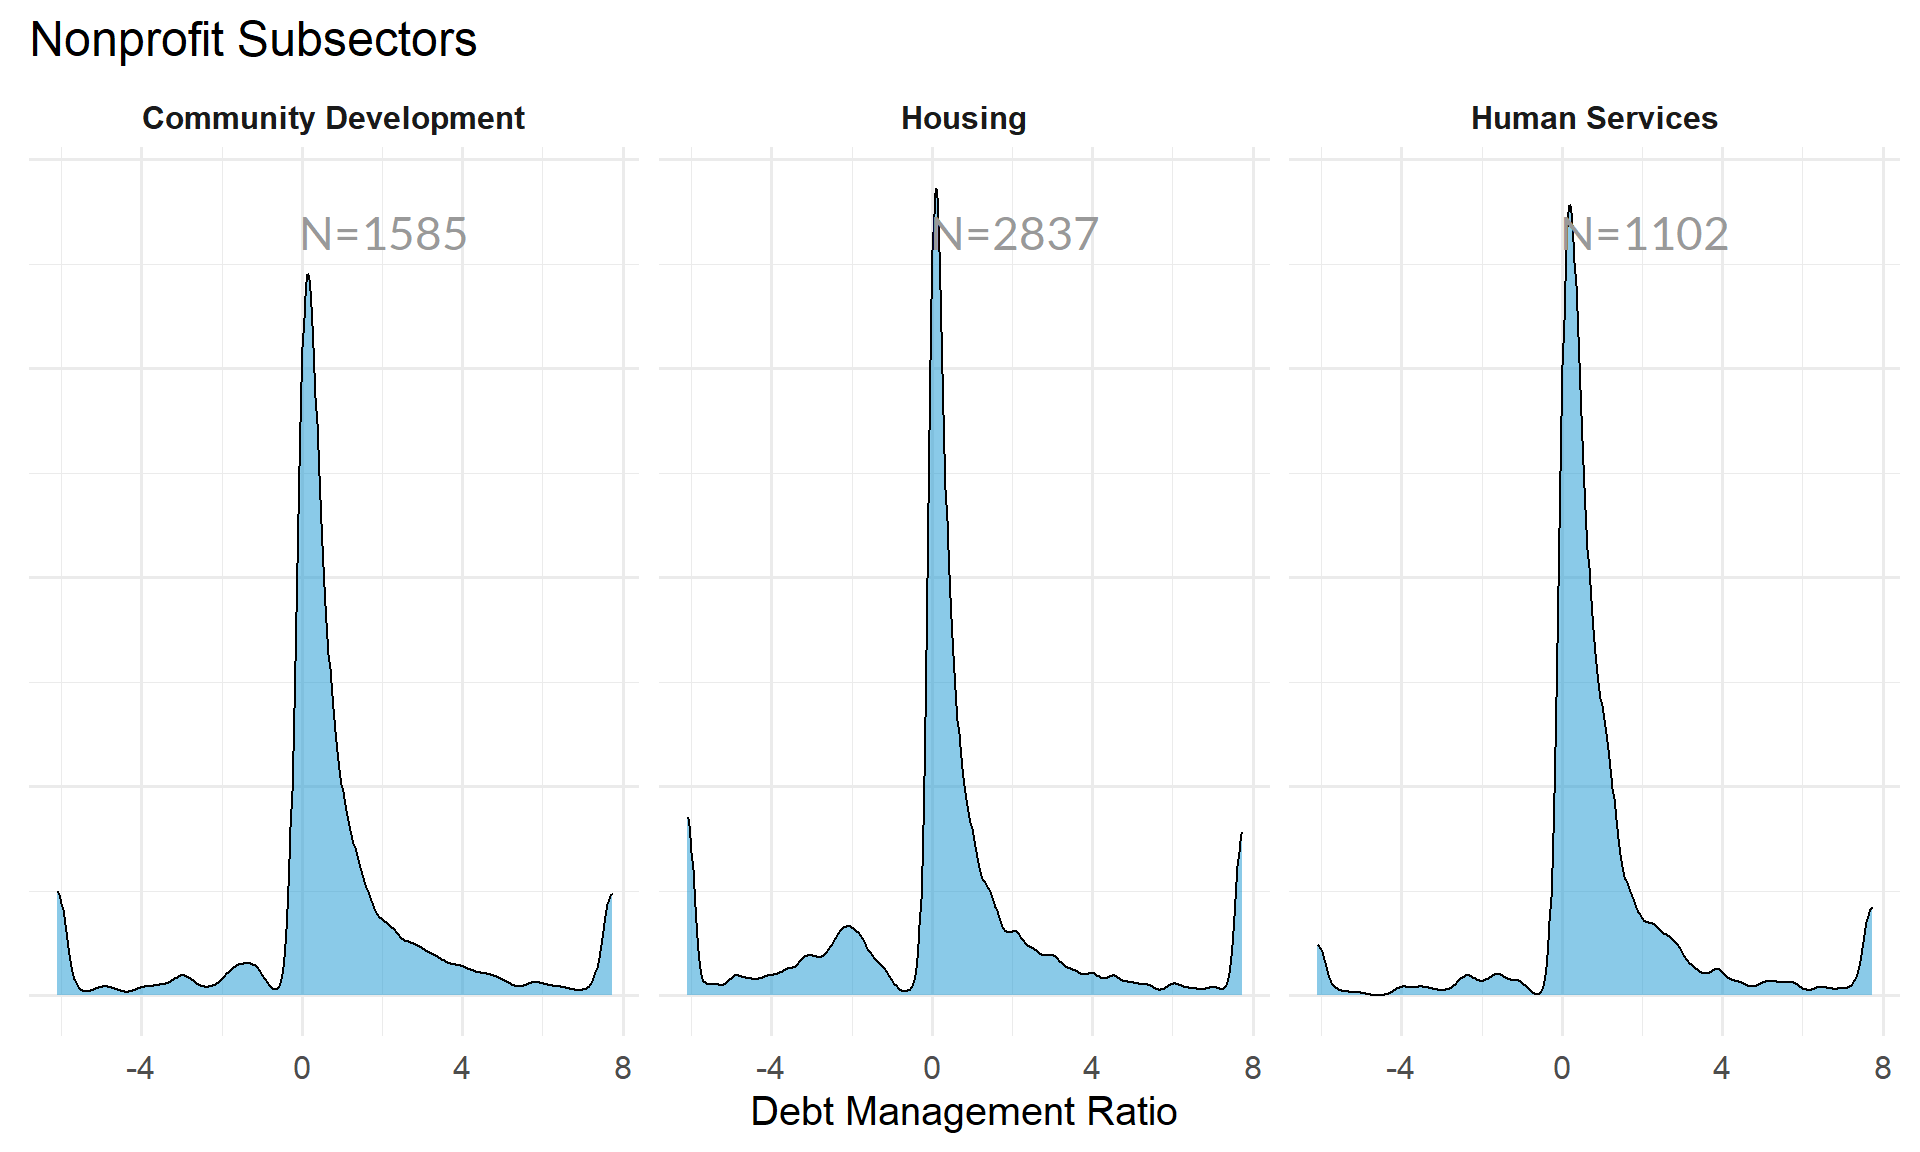 Nonprofit Subsectors
Community Development Housing Human Services
N=1585 N=2837 N=1102
-4 0 4 8 -4 0 4 8 -4 0 4 8
Debt Management Ratio